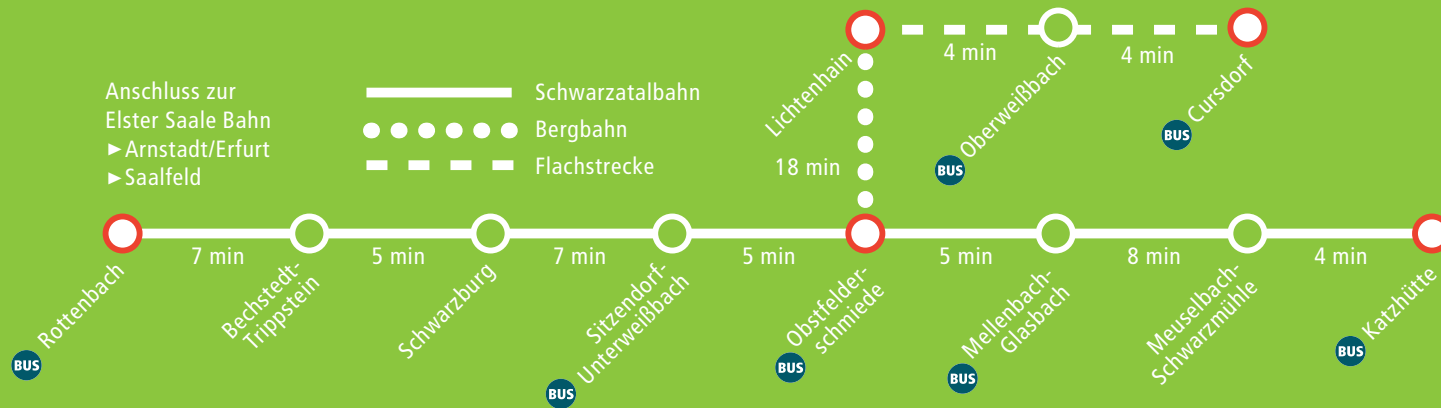 Anschluss zur
Elster Saale Bahn
►Arnstadt/Erfurt
►Saalfeld
Schwarzatalbahn
Bergbahn
Flachstrecke
4 min
4 min
Lichtenhain
Oberweißbach
BUS
Cursdorf
BUS
18 min
7 min
5 min
7 min
5 min
5 min
8 min
4 min
Rottenbach
BUS
Bechstedt-
Trippstein
Schwarzburg
Sitzendorf-
Unterweißbach
BUS
Obstfelder-
schmiede
BUS
Mellenbach-
Glasbach
BUS
Meuselbach-
Schwarzmühle
Katzhütte
BUS